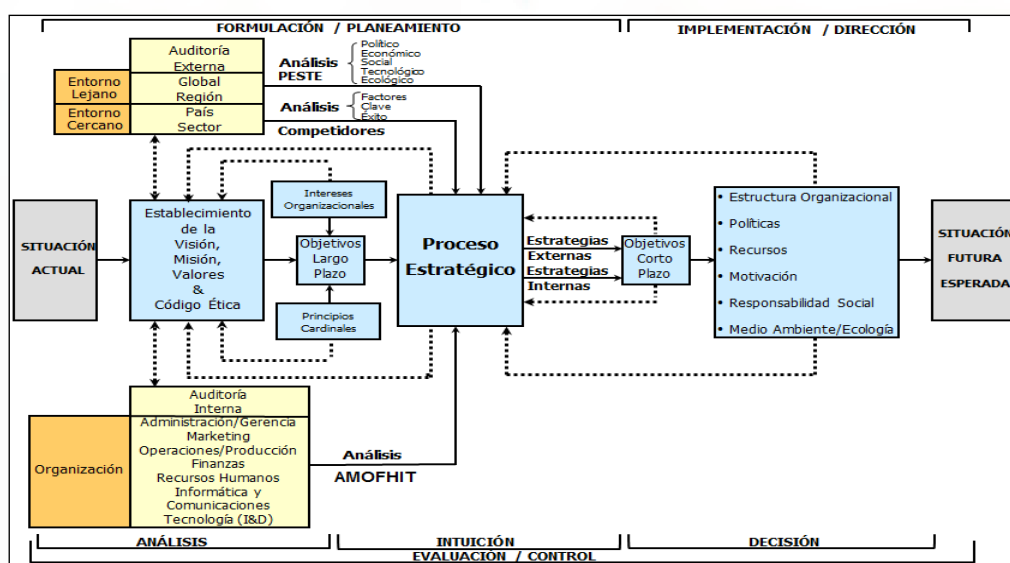 FORMULACIÓN / PLANEAMIENTO
IMPLEMENTACIÓN / DIRECCIÓN
Auditoría
Externa
Entorno
Lejano
Global
Región
Entorno
Cercano
País
Sector
Análisis
PESTE
Político
Económico
Social
Tecnológico
Ecológico
Análisis
Competidores
Factores
Clave
Éxito
SITUACIÓN
ACTUAL
Establecimiento
de la
Visión,
Misión,
Valores
&
Código Ética
Intereses
Organizacionales
Objetivos
Largo
Plazo
Principios
Cardinales
Proceso
Estratégico
Estrategias
Externas
Estrategias
Internas
Objetivos
Corto
Plazo
• Estructura Organizacional
• Políticas
• Recursos
• Motivación
• Responsabilidad Social
• Medio Ambiente/Ecología
SITUACIÓN
FUTURA
ESPERADA
Auditoría
Interna
Organización
Administración/Gerencia
Marketing
Operaciones/Producción
Finanzas
Recursos Humanos
Informática y
Comunicaciones
Tecnología (I&D)
Análisis
AMOFHIT
ANÁLISIS
INTUICIÓN
DECISIÓN
EVALUACIÓN / CONTROL